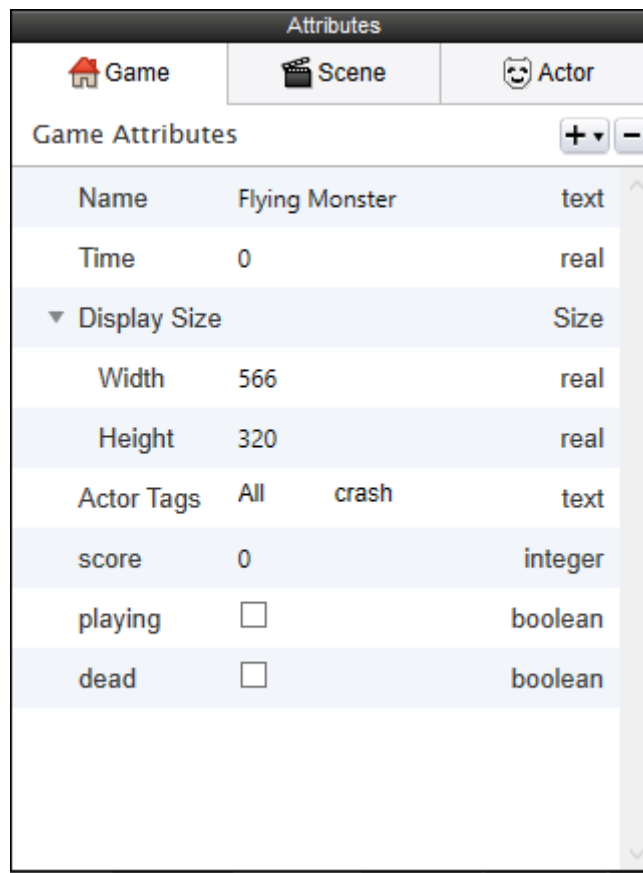 Attributes
Game Scene Actor
Game Attributes
Name Flying Monster text
Time 0 real
Display Size Size
Width 566 real
Height 320 real
Actor Tags All crash text
score 0 integer
playing boolean
dead boolean